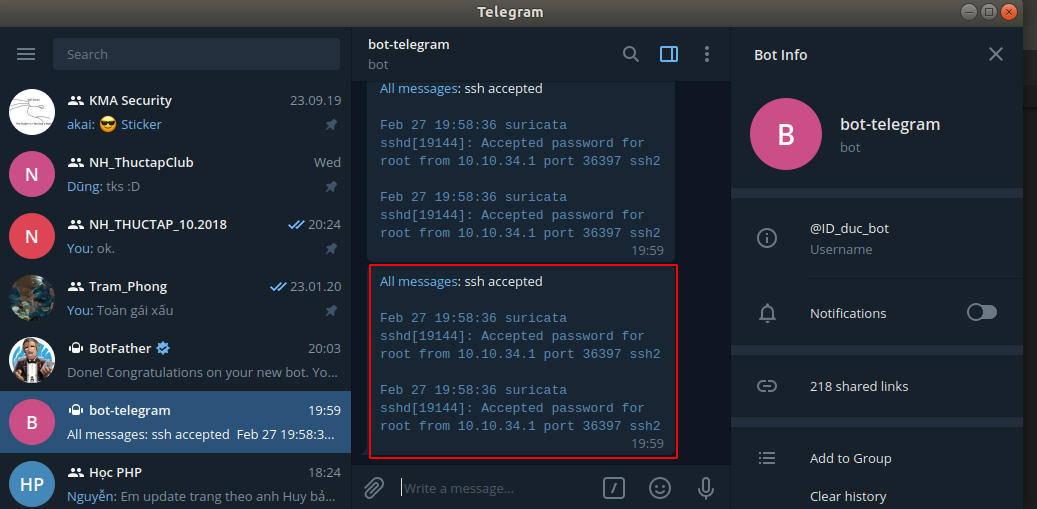 Telegram
Search
KMA Security 23.09.19
akai: 😎 Sticker
N
NH_ThuctapClub Wed
Dũng: tks :D
N
NH_THUCTAP_10.2018 20:24
You: ok.
Tram_Phong 23.01.20
You: Toàn gái xấu
BotFather 20:03
Done! Congratulations on your new bot. Yo...
B
bot-telegram 19:59
All messages: ssh accepted Feb 27 19:58:3...
HP
Học PHP 18:24
Nguyễn: Em update trang theo anh Huy bả...
bot-telegram
bot
All messages: ssh accepted
Feb 27 19:58:36 suricata
sshd[19144]: Accepted password for
root from 10.10.34.1 port 36397 ssh2
Feb 27 19:58:36 suricata
sshd[19144]: Accepted password for
root from 10.10.34.1 port 36397 ssh2
19:59
All messages: ssh accepted
Feb 27 19:58:36 suricata
sshd[19144]: Accepted password for
root from 10.10.34.1 port 36397 ssh2
Feb 27 19:58:36 suricata
sshd[19144]: Accepted password for
root from 10.10.34.1 port 36397 ssh2
19:59
Write a message...
Bot Info
B
bot-telegram
bot
@ID_duc_bot
Username
Notifications
218 shared links
Add to Group
Clear history